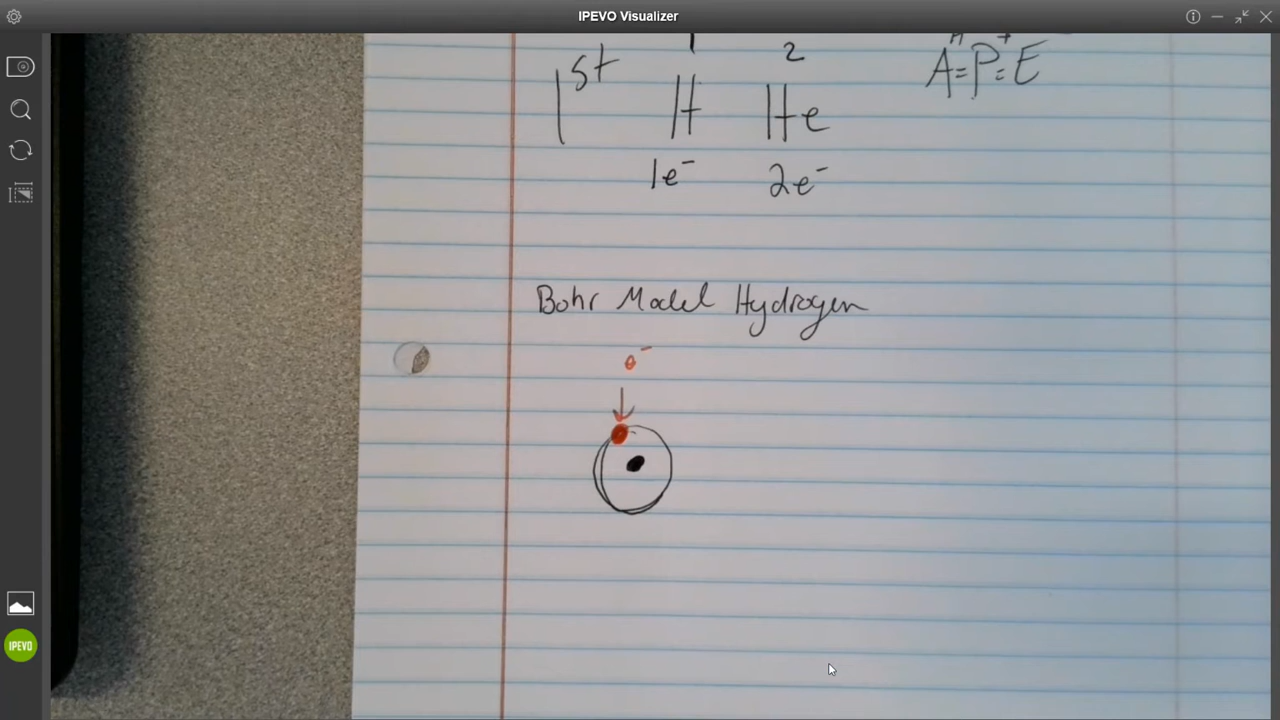 IPEVO Visualizer
1 2
1st H He A=P=E
1e⁻ 2e⁻
Bohr Model Hydrogen
e⁻
IPEVO